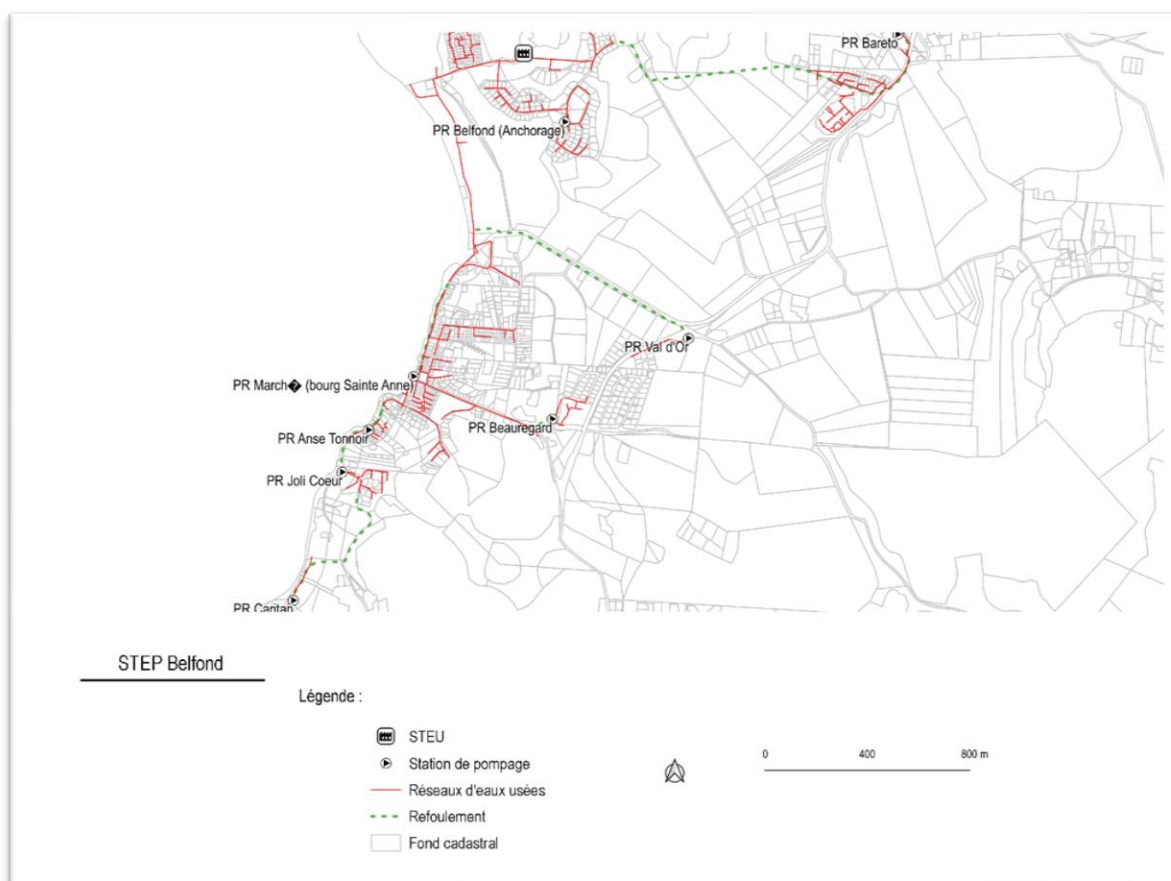 PR Bareto
PR Belfond (Anchorage)
PR Val d'Or
PR March� (bourg Sainte Anne)
PR Beauregard
PR Anse Tonnoir
PR Joli Coeur
PR Caritan
STEP Belfond
Légende :
STEU
Station de pompage
Réseaux d'eaux usées
Refoulement
Fond cadastral
0 400 800 m